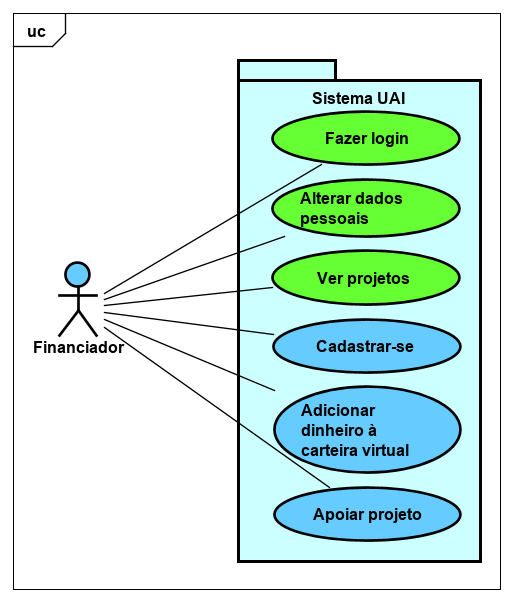 uc
Sistema UAI
Fazer login
Alterar dados
pessoais
Ver projetos
Financiador
Cadastrar-se
Adicionar
dinheiro à
carteira virtual
Apoiar projeto